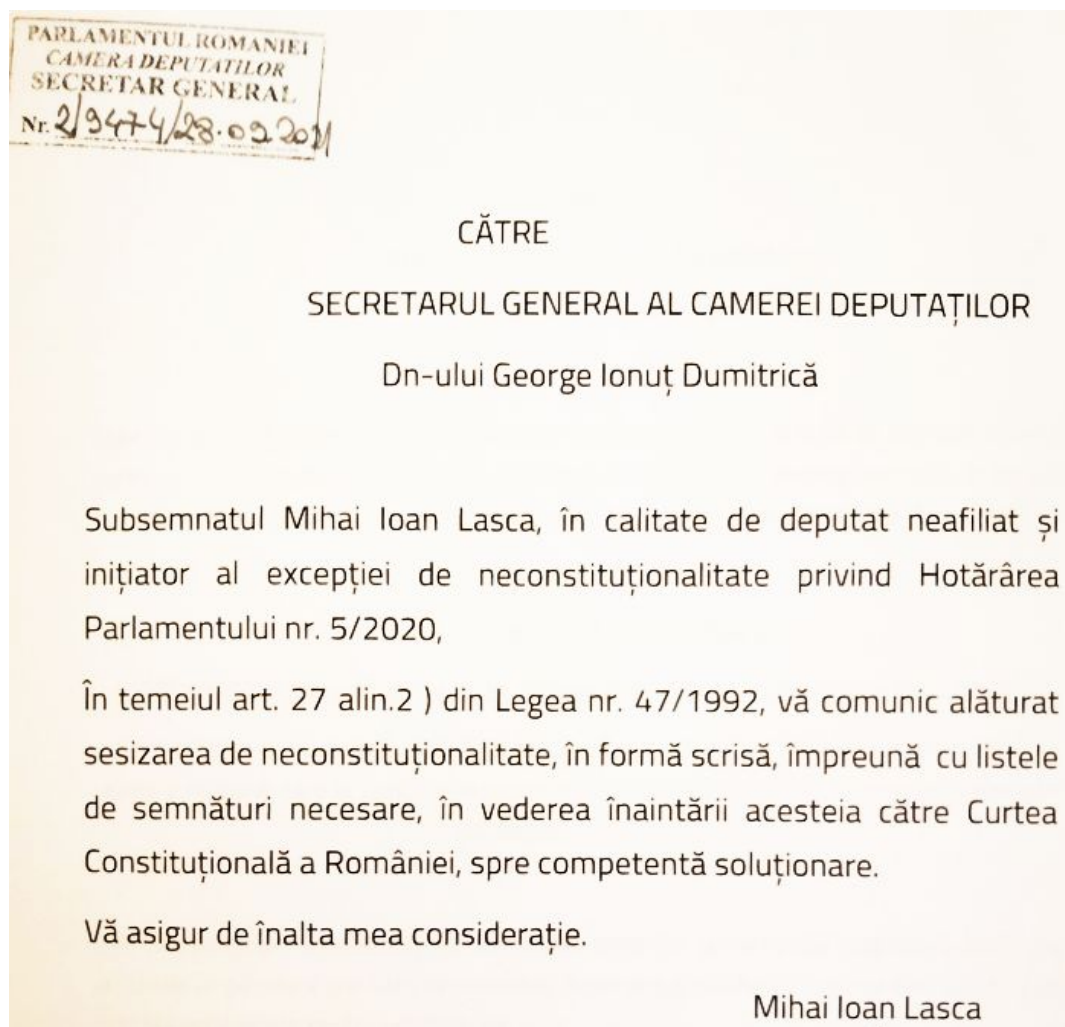 PARLAMENTUL ROMANIEI
CAMERA DEPUTATILOR
SECRETAR GENERAL
Nr. 2/9474/28.09.2021
CĂTRE
SECRETARUL GENERAL AL CAMEREI DEPUTAȚILOR
Dn-ului George Ionuț Dumitrică
Subsemnatul Mihai Ioan Lasca, în calitate de deputat neafiliat și
inițiator al excepției de neconstituționalitate privind Hotărârea
Parlamentului nr. 5/2020,
În temeiul art. 27 alin.2 ) din Legea nr. 47/1992, vă comunic alăturat
sesizarea de neconstituționalitate, în formă scrisă, împreună cu listele
de semnături necesare, în vederea înaintării acesteia către Curtea
Constituțională a României, spre competentă soluționare.
Vă asigur de înalta mea considerație.
Mihai Ioan Lasca